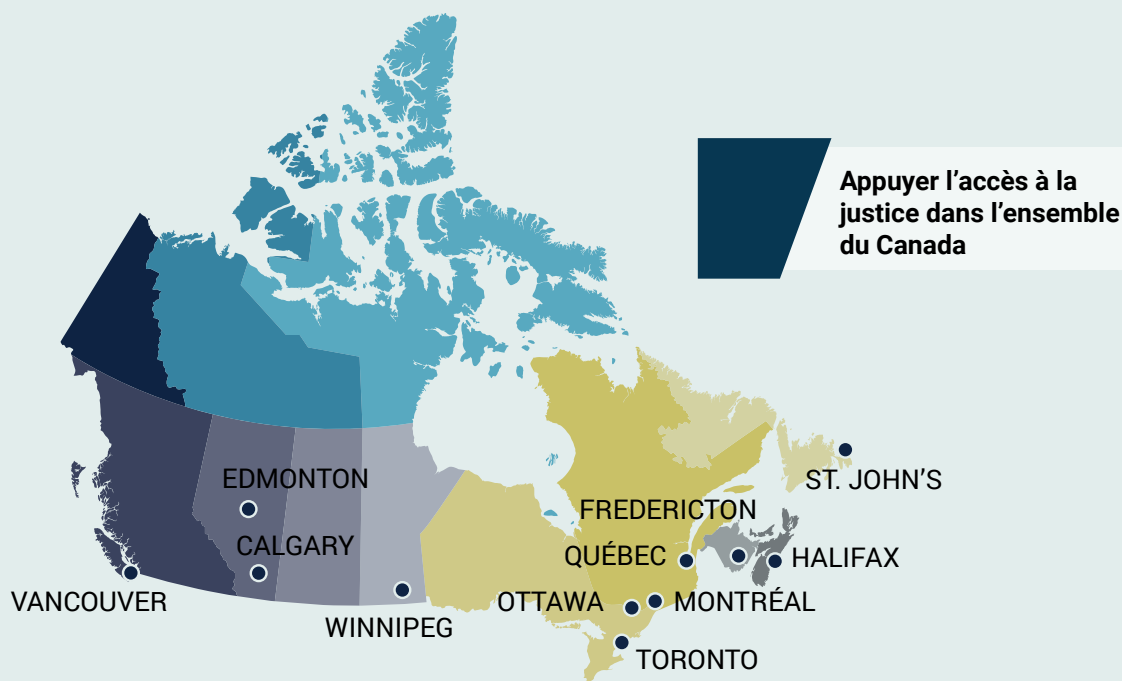 Appuyer l’accès à la
justice dans l’ensemble
du Canada
EDMONTON
ST. JOHN’S
FREDERICTON
CALGARY
QUÉBEC
HALIFAX
VANCOUVER
OTTAWA
MONTRÉAL
WINNIPEG
TORONTO